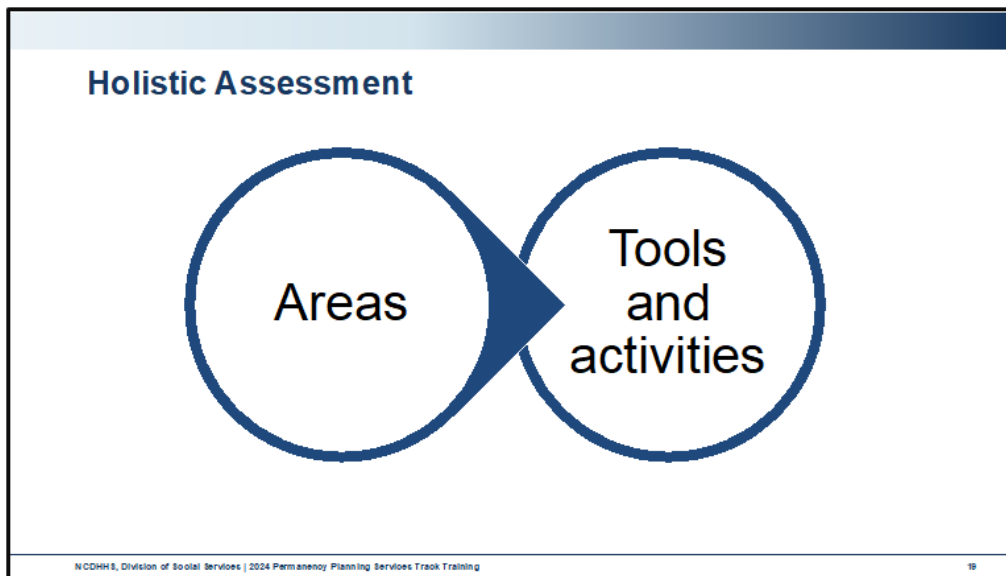 Holistic Assessment
Areas
Tools
and
activities
NCDHHS, Division of Social Services | 2024 Permanency Planning Services Track Training
19